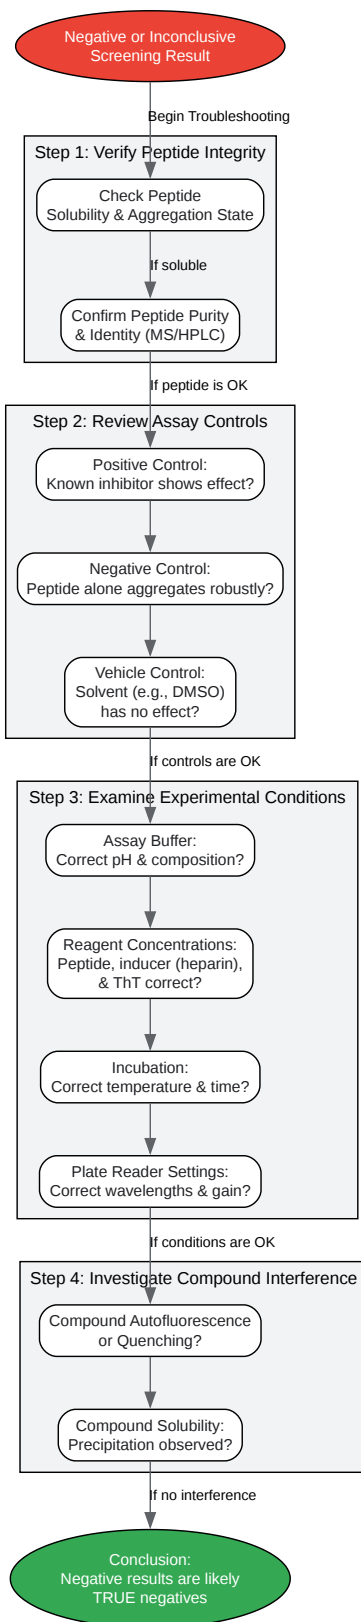 Negative or Inconclusive
Screening Result
Begin Troubleshooting
Step 1: Verify Peptide Integrity
Check Peptide
Solubility & Aggregation State
If soluble
Confirm Peptide Purity
& Identity (MS/HPLC)
If peptide is OK
Step 2: Review Assay Controls
Positive Control:
Known inhibitor shows effect?
Negative Control:
Peptide alone aggregates robustly?
Vehicle Control:
Solvent (e.g., DMSO)
has no effect?
If controls are OK
Step 3: Examine Experimental Conditions
Assay Buffer:
Correct pH & composition?
Reagent Concentrations:
Peptide, inducer (heparin),
& ThT correct?
Incubation:
Correct temperature & time?
Plate Reader Settings:
Correct wavelengths & gain?
If conditions are OK
Step 4: Investigate Compound Interference
Compound Autofluorescence
or Quenching?
Compound Solubility:
Precipitation observed?
If no interference
Conclusion:
Negative results are likely
TRUE negatives